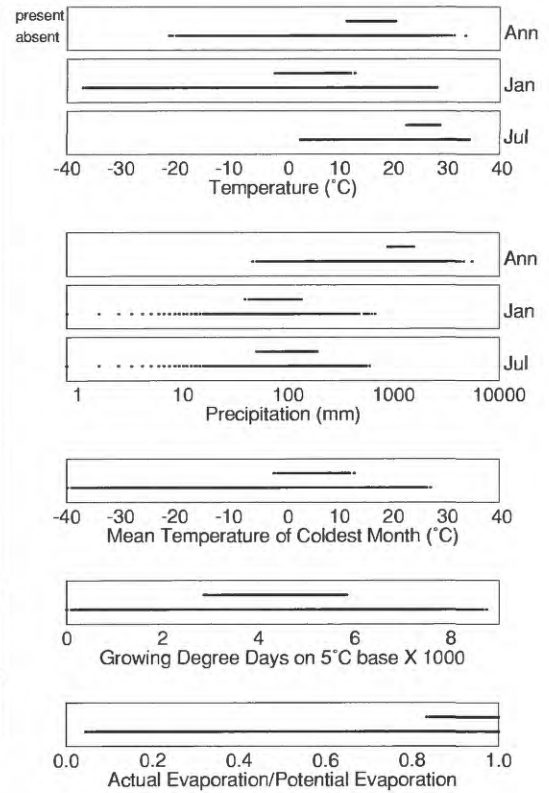 present
absent
Ann
Jan
Jul
-40 -30 -20 -10 0 10 20 30 40
Temperature (˚C)
Ann
Jan
Jul
1 10 100 1000 10000
Precipitation (mm)
-40 -30 -20 -10 0 10 20 30 40
Mean Temperature of Coldest Month (˚C)
0 2 4 6 8
Growing Degree Days on 5˚C base X 1000
0.0 0.2 0.4 0.6 0.8 1.0
Actual Evaporation/Potential Evaporation